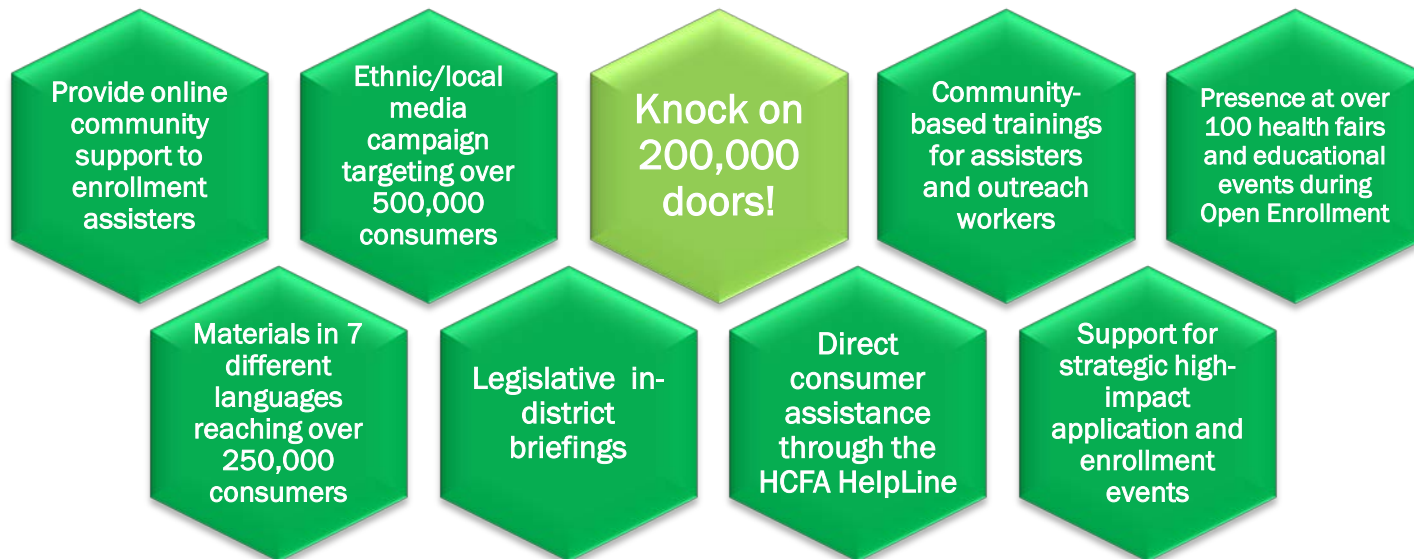 Provide online
community
support to
enrollment
assisters
Ethnic/local
media
campaign
targeting over
500,000
consumers
Knock on
200,000
doors!
Community-
based trainings
for assisters
and outreach
workers
Presence at over
100 health fairs
and educational
events during
Open Enrollment
Materials in 7
different
languages
reaching over
250,000
consumers
Legislative in-
district
briefings
Direct
consumer
assistance
through the
HCFA HelpLine
Support for
strategic high-
impact
application and
enrollment
events